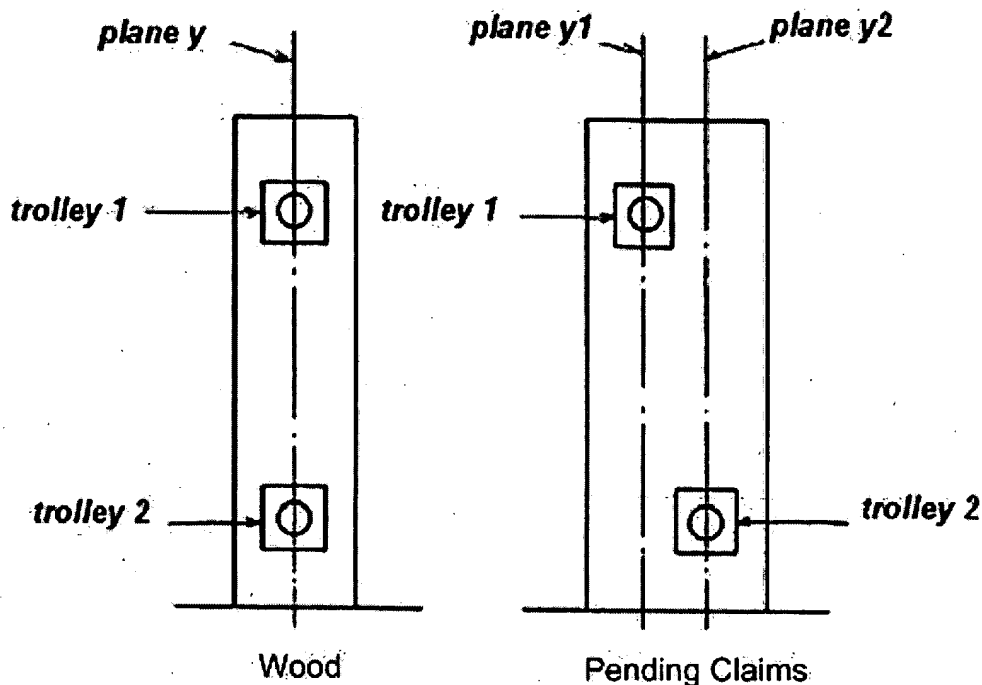 plane y
plane y1
plane y2
trolley 1
trolley 1
trolley 2
trolley 2
Wood
Pending Claims